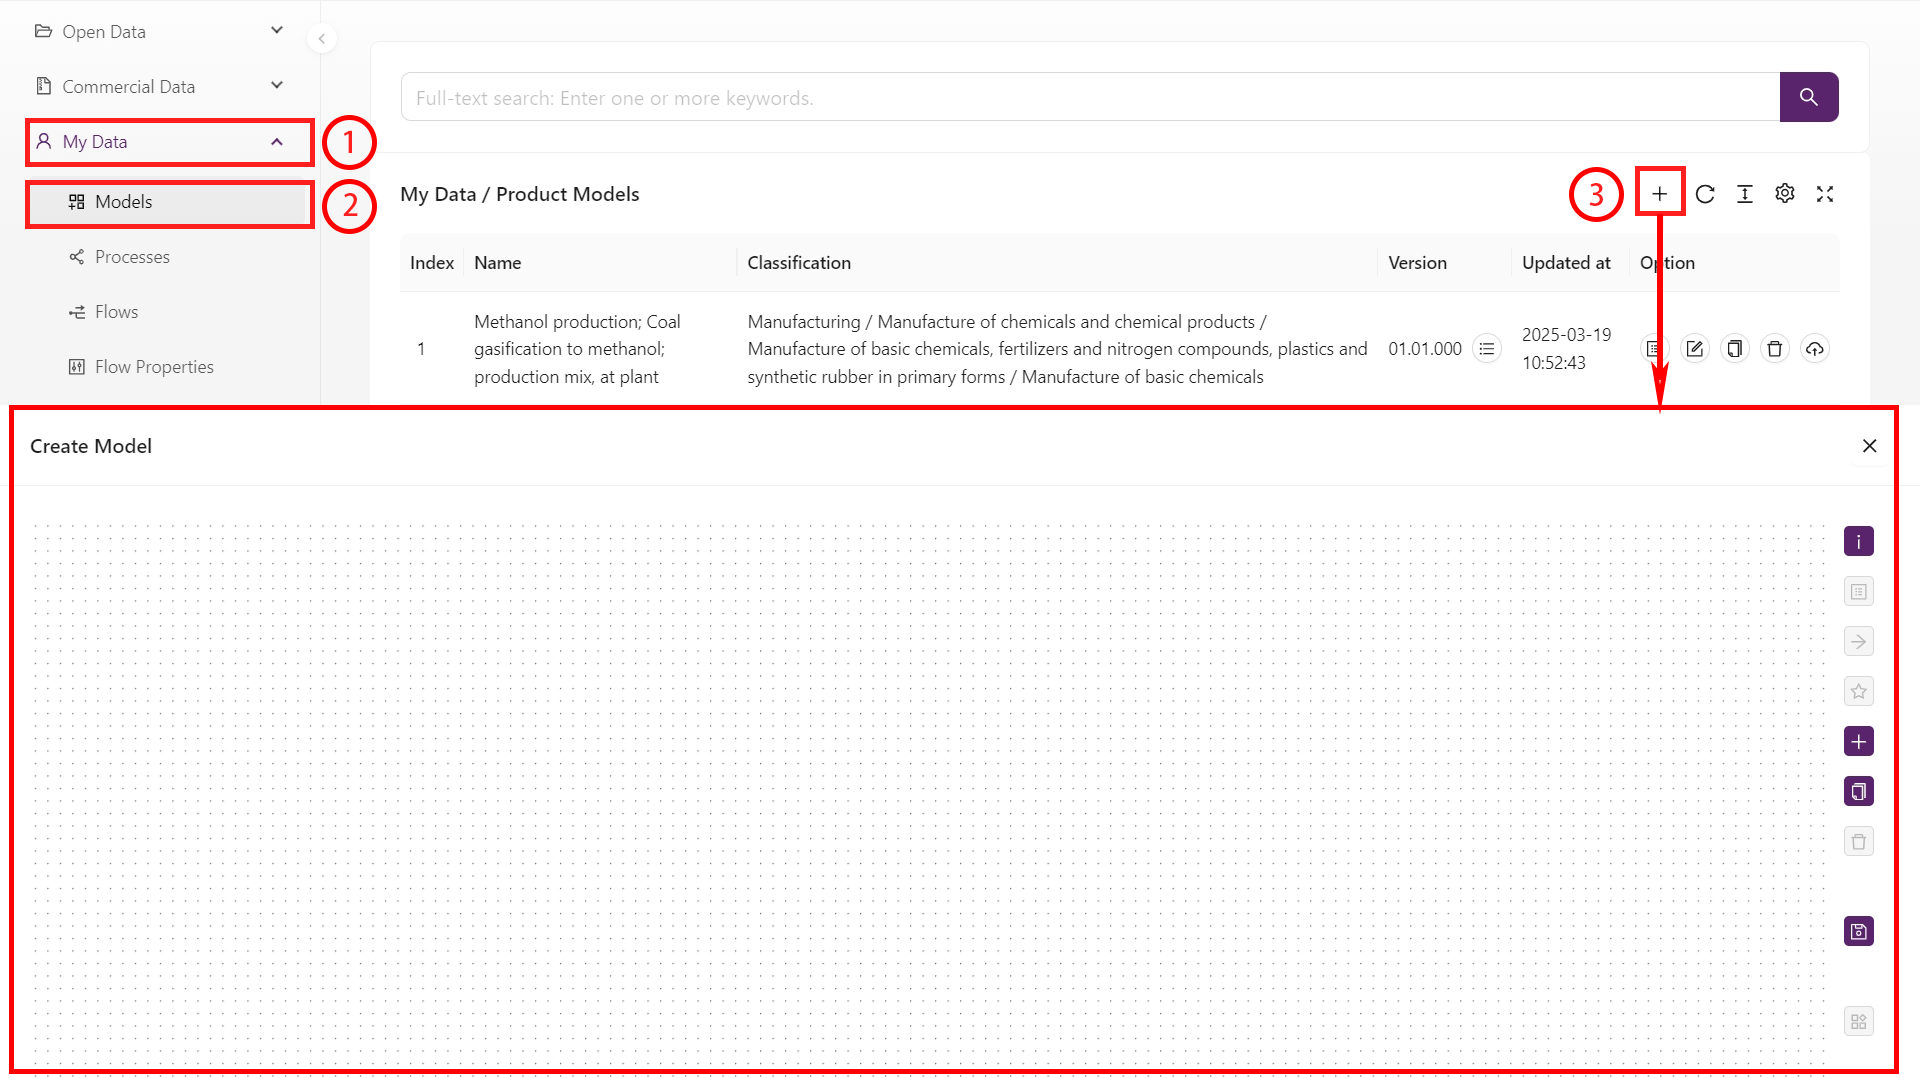 Open Data
Commercial Data
My Data
1
Models
2
Processes
Flows
Flow Properties
Full-text search: Enter one or more keywords.
My Data / Product Models
3
Index Name Classification Version Updated at Option
1
Methanol production; Coal
gasification to methanol;
production mix, at plant
Manufacturing / Manufacture of chemicals and chemical products /
Manufacture of basic chemicals, fertilizers and nitrogen compounds, plastics and
synthetic rubber in primary forms / Manufacture of basic chemicals
01.01.000
2025-03-19
10:52:43
Create Model